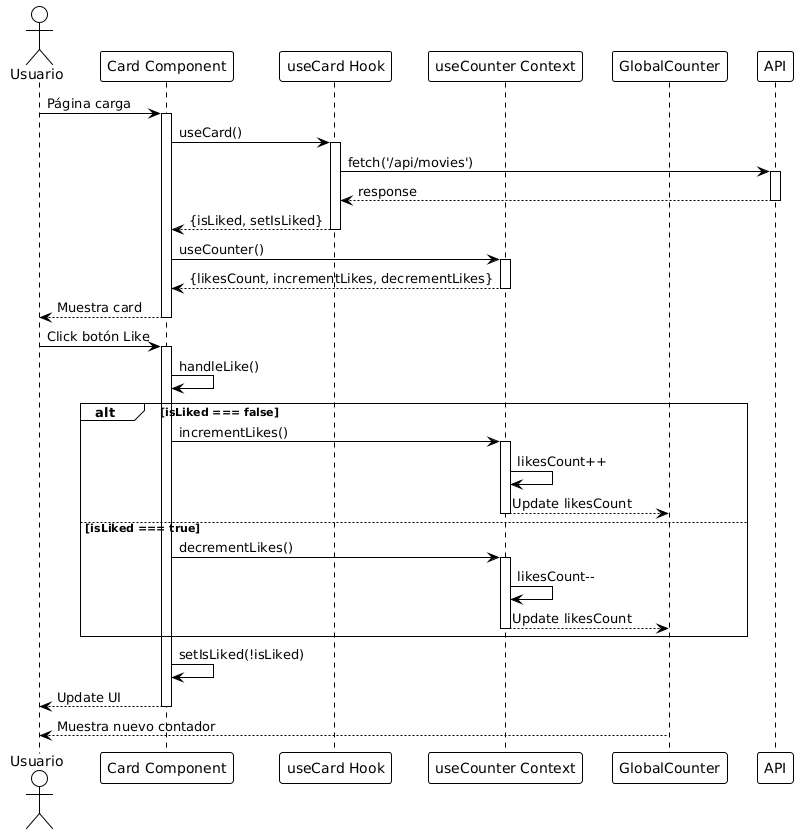 Usuario
Card Component
useCard Hook
useCounter Context
GlobalCounter
API
Página carga
useCard()
fetch('/api/movies')
response
{isLiked, setIsLiked}
useCounter()
{likesCount, incrementLikes, decrementLikes}
Muestra card
Click botón Like
handleLike()
alt
[isLiked === false]
incrementLikes()
likesCount++
Update likesCount
[isLiked === true]
decrementLikes()
likesCount--
Update likesCount
setIsLiked(!isLiked)
Update UI
Muestra nuevo contador
Usuario
Card Component
useCard Hook
useCounter Context
GlobalCounter
API